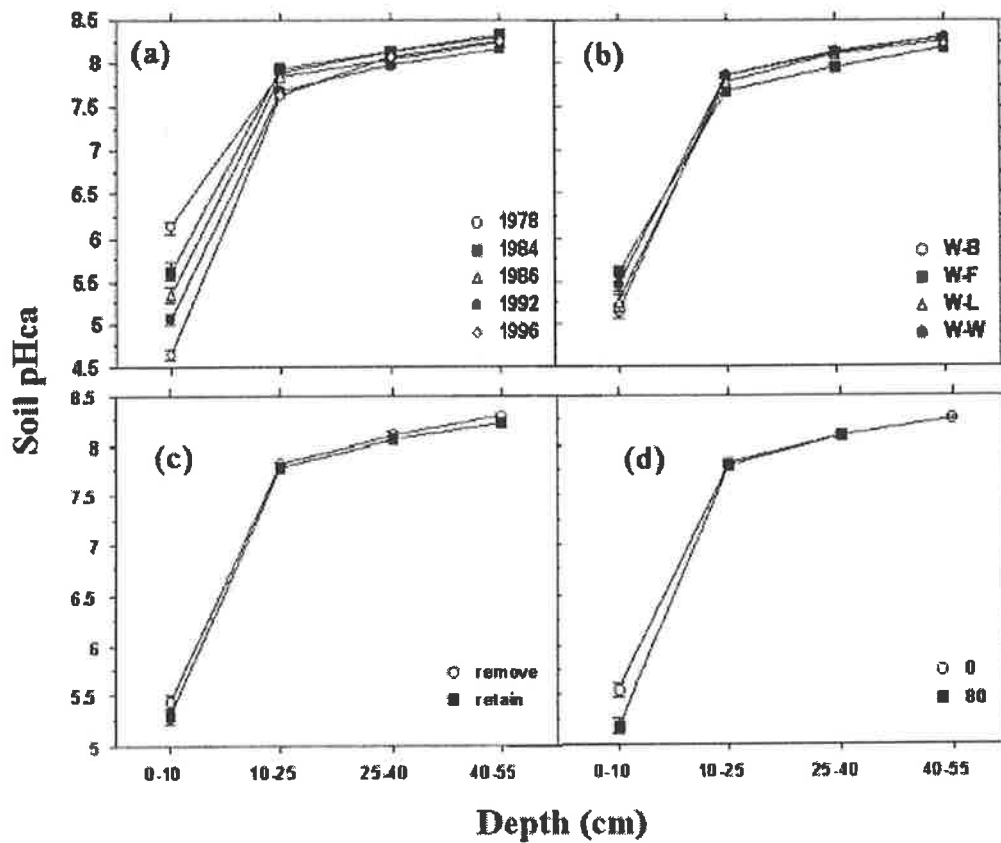 Soil pHca
(a)
8.5
8
7.5
7
6.5
6
5.5
5
4.5
1978
1984
1986
1992
1996
(b)
W-B
W-F
W-L
W-W
(c)
8.5
8
7.5
7
6.5
6
5.5
5
remove
retain
0-10 10-25 25-40 40-55
(d)
0
80
0-10 10-25 25-40 40-55
Depth (cm)